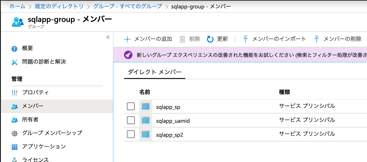 ホーム > 規定のディレクトリ > グループ - すべてのグループ > sqlapp-group - メンバー
sqlapp-group - メンバー
グループ
概要
問題の診断と解決
管理
プロパティ
メンバー
所有者
グループ メンバーシップ
アプリケーション
ライセンス
+ メンバーの追加 削除 更新 メンバーのインポート メンバーの削除
新しいグループ エクスペリエンスの改善された機能をお試しください (検索とフィルター処理が改善さ
ダイレクト メンバー
名前 種類
sqlapp_sp サービス プリンシパル
sqlapp_uamid サービス プリンシパル
sqlapp_sp2 サービス プリンシパル